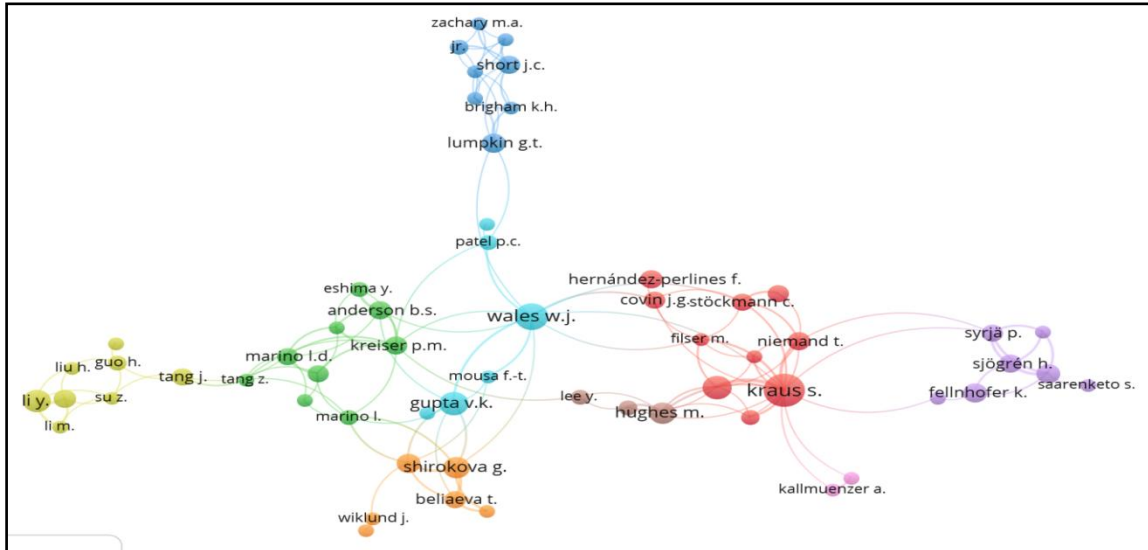 zachary m.a.
jr.
short j.c.
brigham k.h.
lumpkin g.t.
patel p.c.
eshima y.
anderson b.s.
kreiser p.m.
marino l.d.
tang z.
marino l.
wales w.j.
mousa f.-t.
gupta v.k.
hernández-perlines f.
covin j.g.
stöckmann c.
filser m.
niemand t.
kraus s.
lee y.
hughes m.
syrjä p.
sjögrén h.
saarenketo s.
fellnhofer k.
kallmuenzer a.
liu h.
guo h.
tang j.
li y.
su z.
li m.
shirokova g.
beliaeva t.
wiklund j.